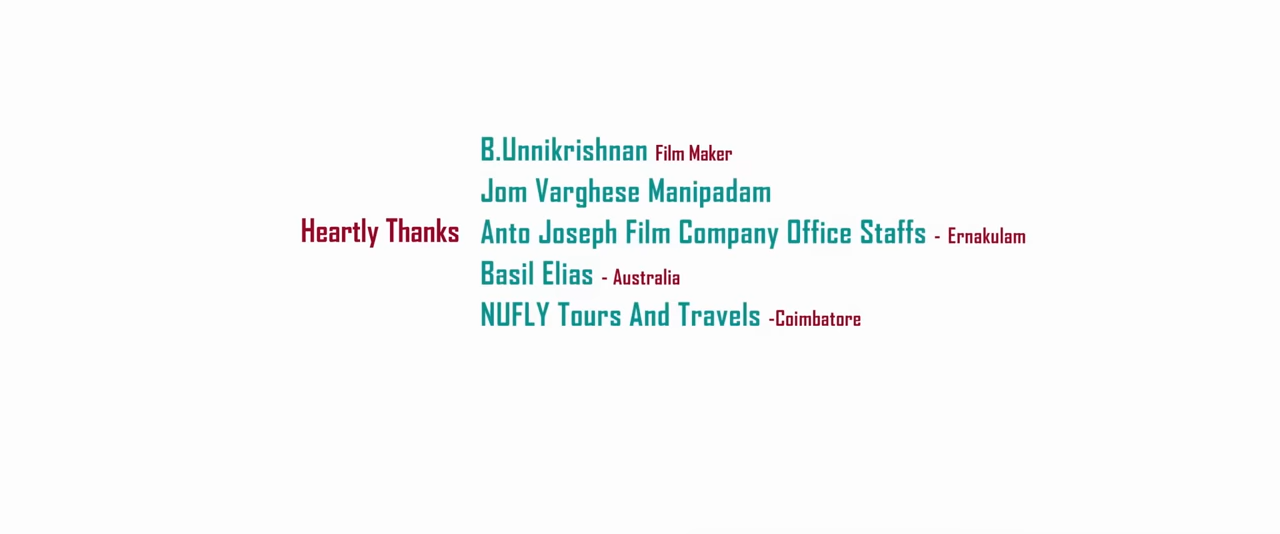 B.Unnikrishnan Film Maker
Jom Varghese Manipadam
Heartly Thanks Anto Joseph Film Company Office Staffs - Ernakulam
Basil Elias - Australia
NUFLY Tours And Travels -Coimbatore